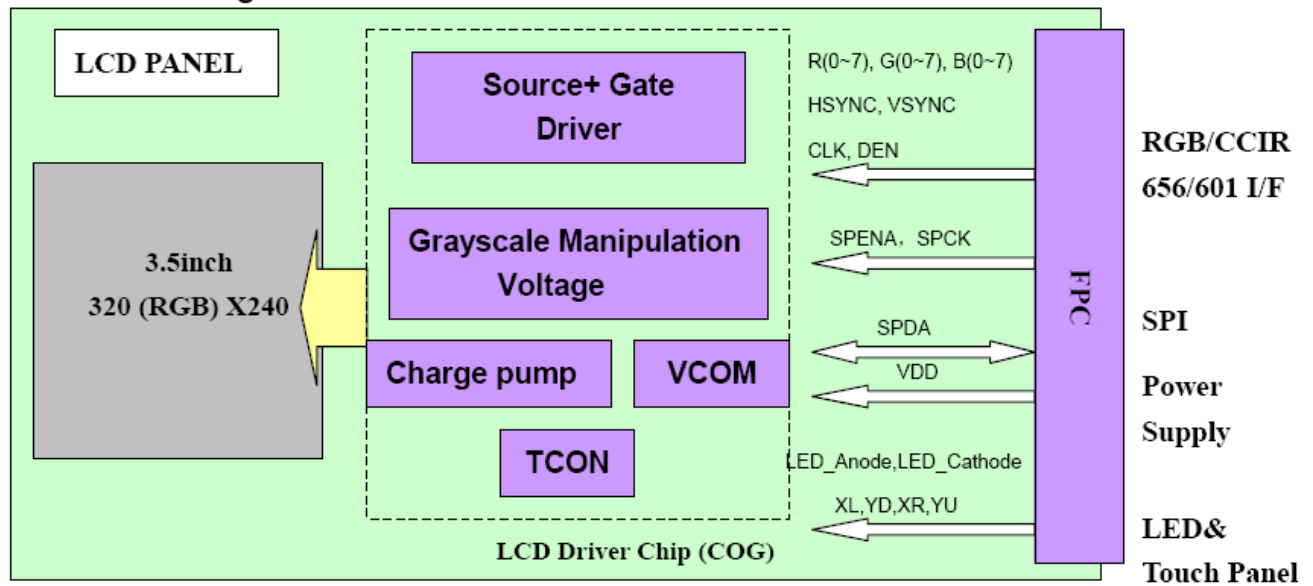 LCD PANEL
3.5inch
320 (RGB) X240
Source+ Gate
Driver
Grayscale Manipulation
Voltage
Charge pump
VCOM
TCON
LCD Driver Chip (COG)
R(0~7), G(0~7), B(0~7)
HSYNC, VSYNC
CLK, DEN
SPENA，SPCK
SPDA
VDD
LED_Anode,LED_Cathode
XL,YD,XR,YU
FPC
RGB/CCIR
656/601 I/F
SPI
Power
Supply
LED&
Touch Panel